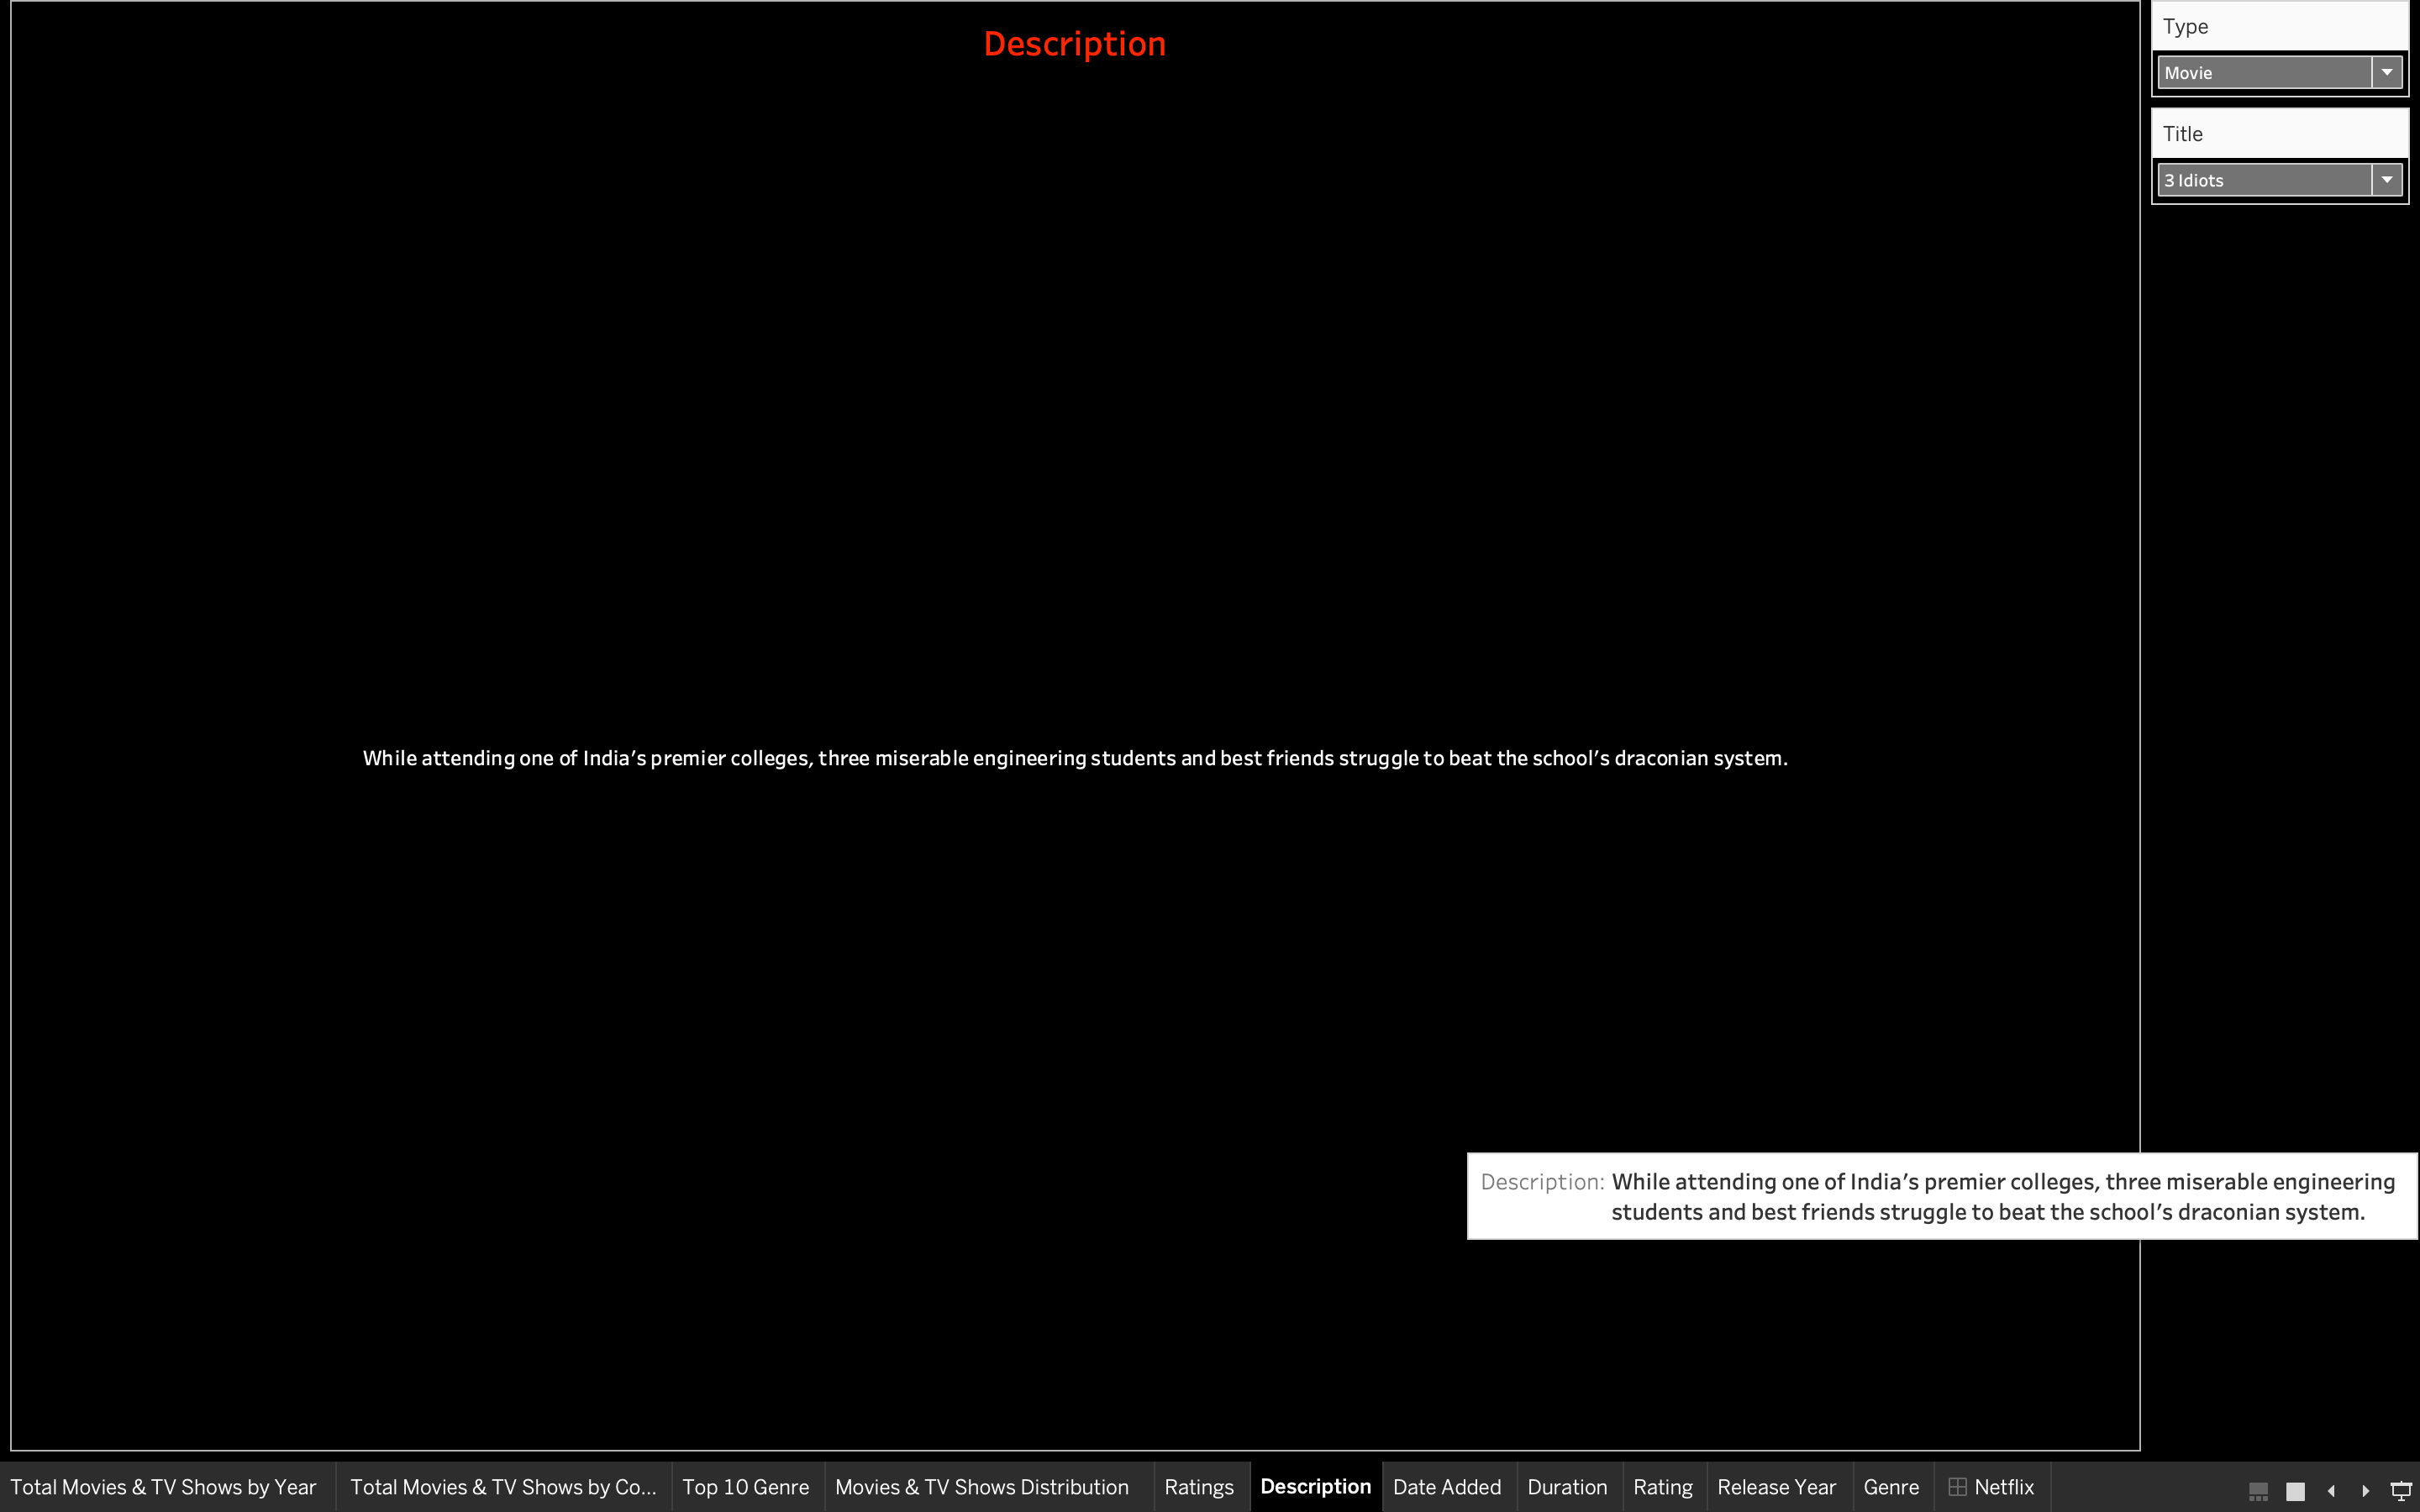 Description
Type
Movie
Title
3 Idiots
While attending one of India’s premier colleges, three miserable engineering students and best friends struggle to beat the school’s draconian system.
Description: While attending one of India’s premier colleges, three miserable engineering
students and best friends struggle to beat the school’s draconian system.
Total Movies & TV Shows by Year Total Movies & TV Shows by Co... Top 10 Genre Movies & TV Shows Distribution Ratings Description Date Added Duration Rating Release Year Genre Netflix